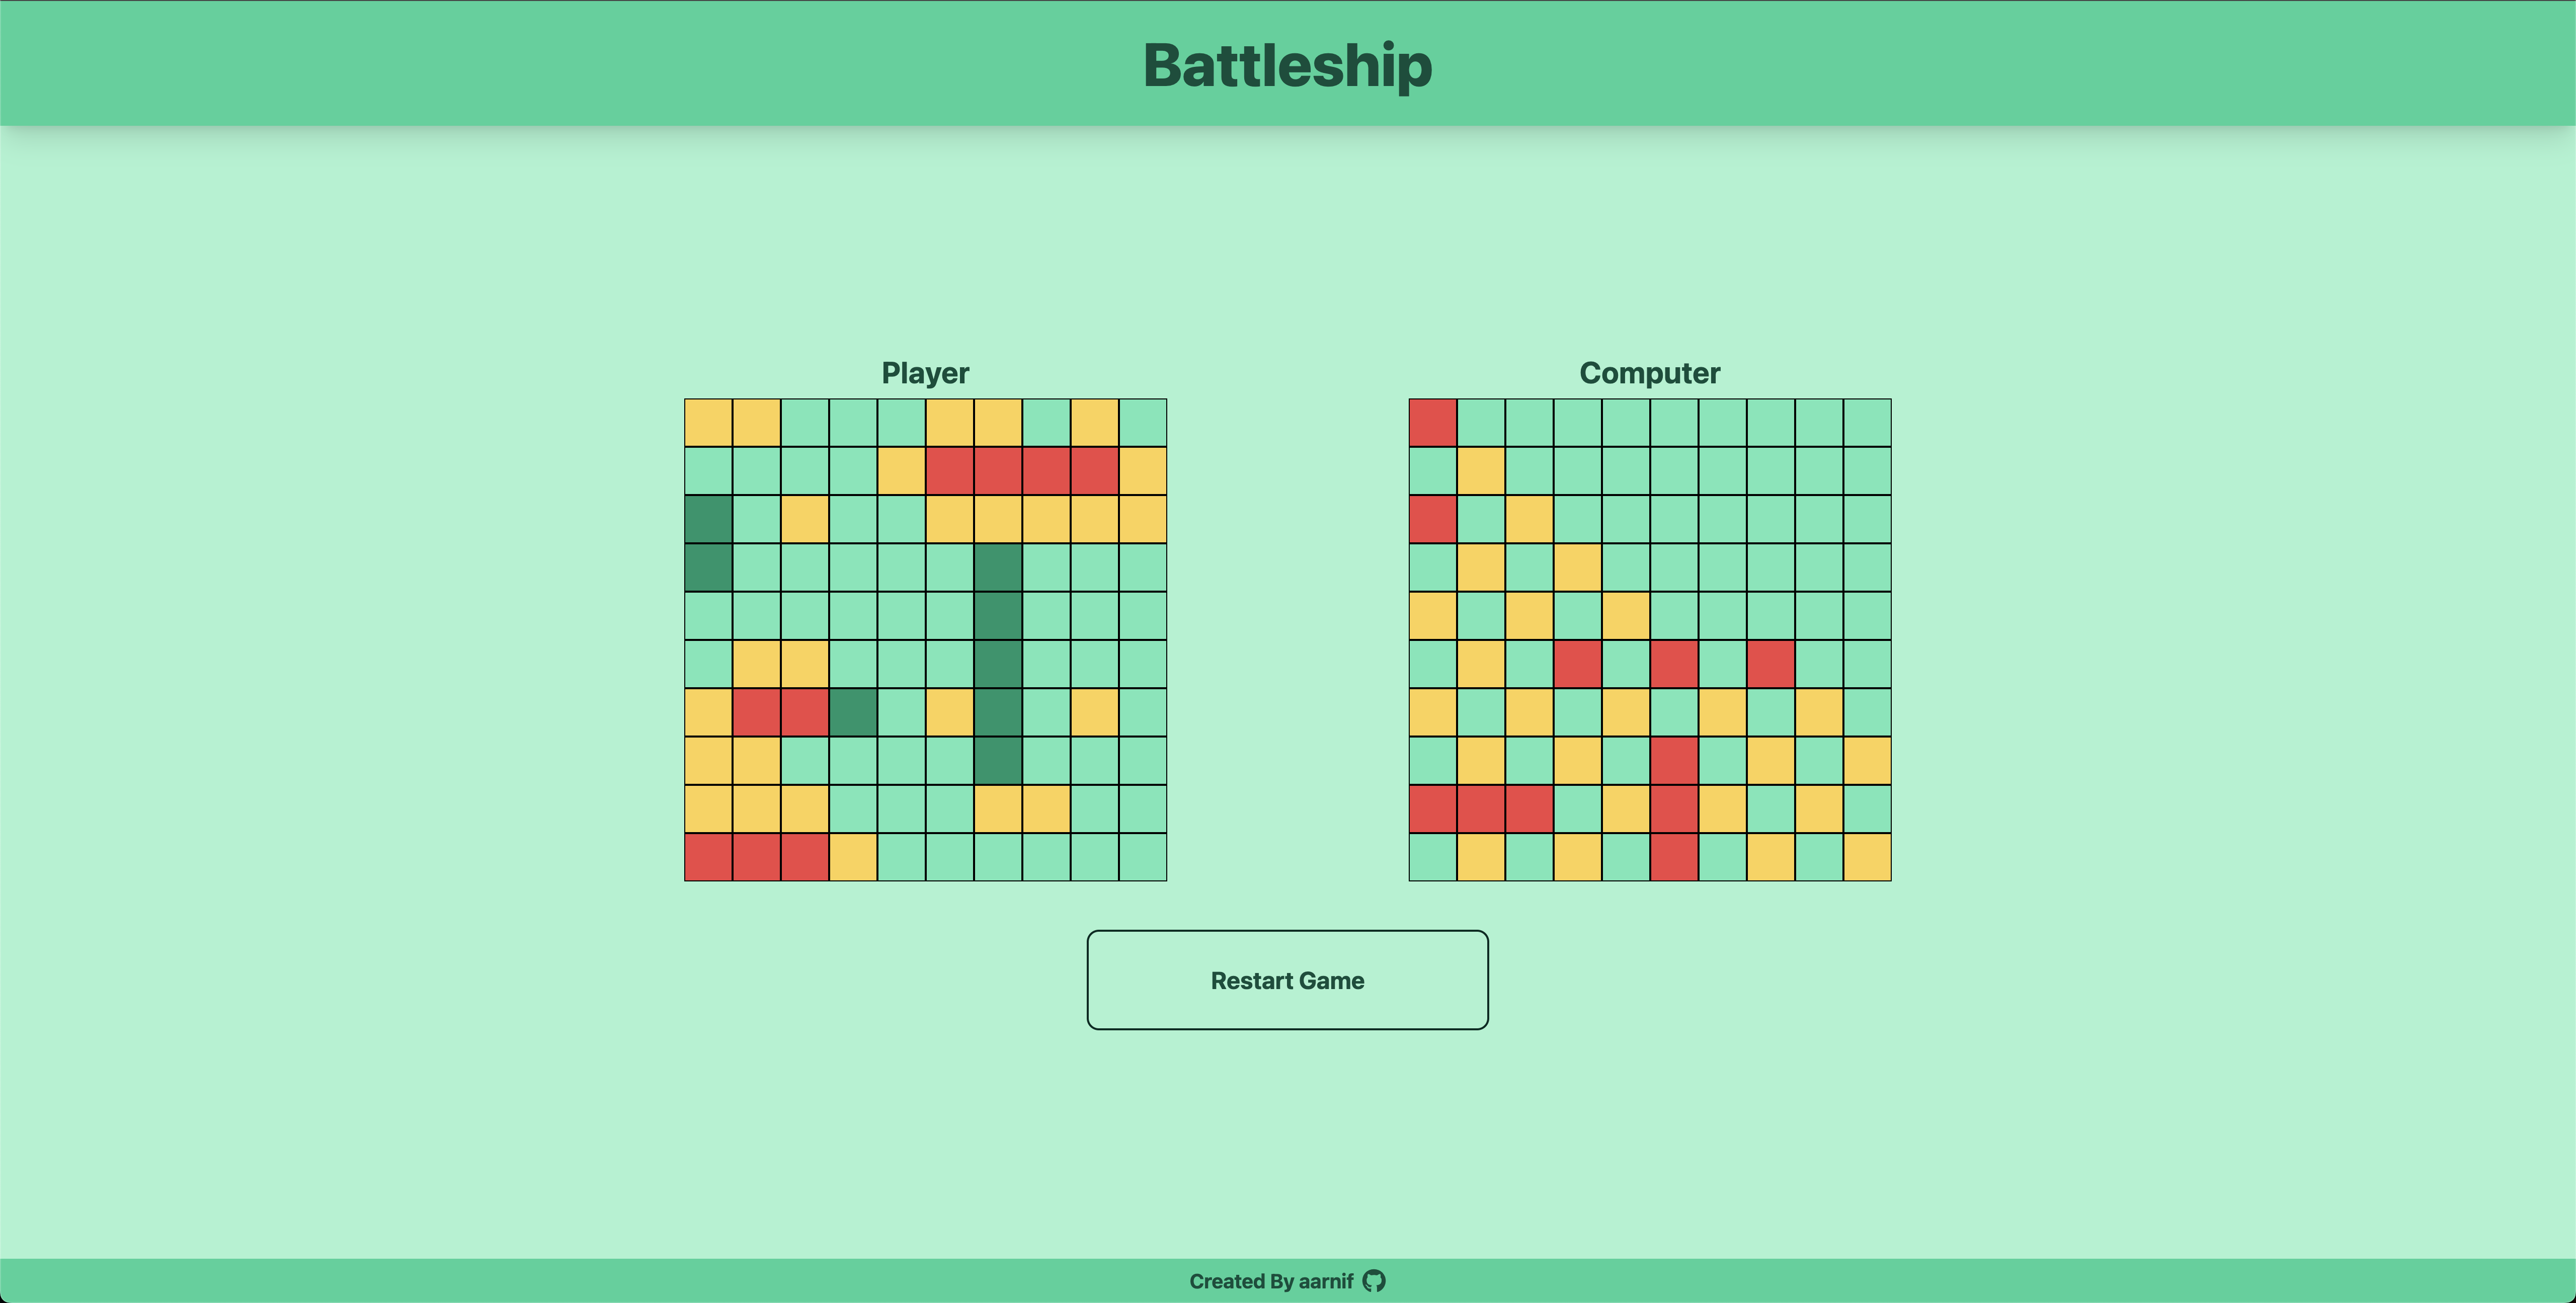 Battleship
Player
Computer
Restart Game
Created By aarnif